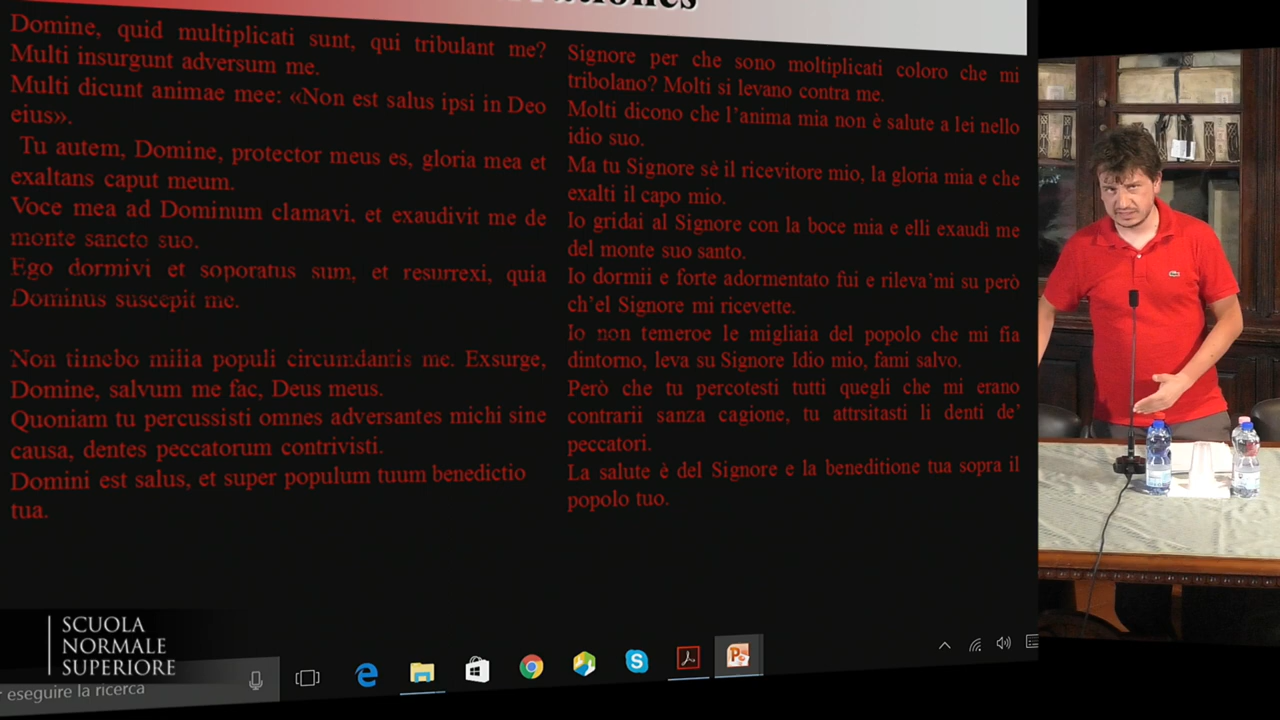 Domine, quid multiplicati sunt, qui tribulant me?
Multi insurgunt adversum me.
Multi dicunt animae mee: «Non est salus ipsi in Deo
eius».
Tu autem, Domine, protector meus es, gloria mea et
exaltans caput meum.
Voce mea ad Dominum clamavi, et exaudivit me de
monte sancto suo.
Ego dormivi et soporatus sum, et resurrexi, quia
Dominus suscepit me.
Non timebo milia populi circumdantis me. Exsurge,
Domine, salvum me fac, Deus meus.
Quoniam tu percussisti omnes adversantes michi sine
causa, dentes peccatorum contrivisti.
Domini est salus, et super populum tuum benedictio
tua.
Signore per che sono moltiplicati coloro che mi
tribolano? Molti si levano contra me.
Molti dicono che l'anima mia non è salute a lei nello
idio suo.
Ma tu Signore sè il ricevitore mio, la gloria mia e che
exalti il capo mio.
Io gridai al Signore con la boce mia e elli exaudì me
del monte suo santo.
Io dormii e forte adormentato fui e rileva'mi su però
ch'el Signore mi ricevette.
Io non temeroe le migliaia del popolo che mi fia
dintorno, leva su Signore Idio mio, fami salvo.
Però che tu percotesti tutti quegli che mi erano
contrarii sanza cagione, tu attrsitasti li denti de'
peccatori.
La salute è del Signore e la beneditione tua sopra il
popolo tuo.
SCUOLA
NORMALE
SUPERIORE
eseguire la ricerca